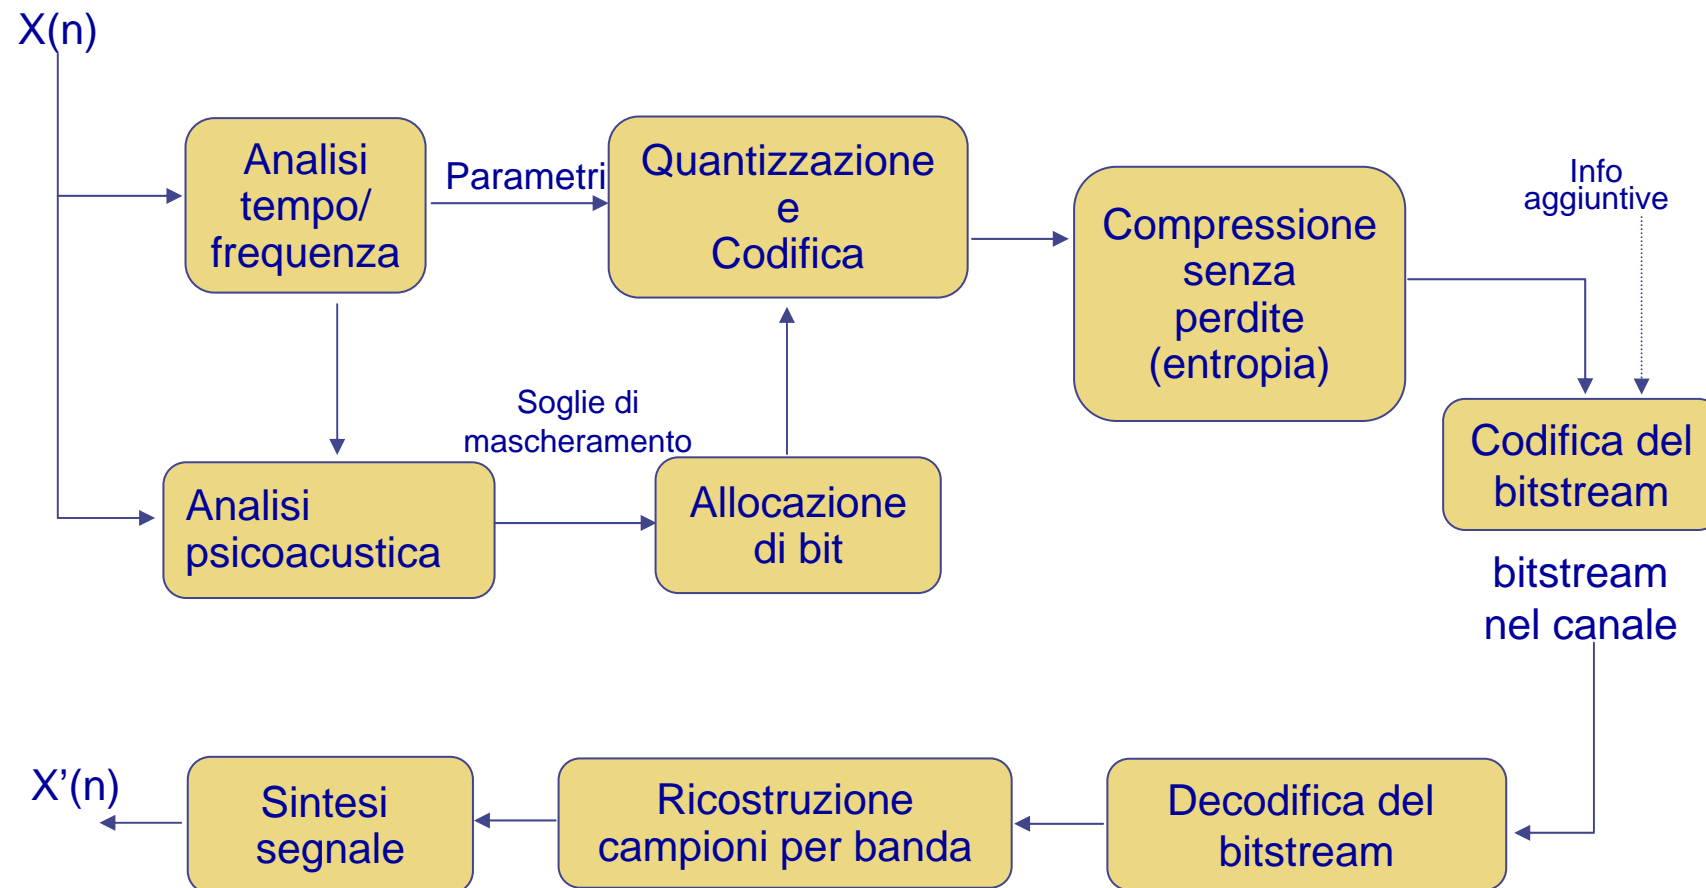 X(n)
Analisi
tempo/
frequenza
Parametri
Quantizzazione
e
Codifica
Compressione
senza
perdite
(entropia)
Info
aggiuntive
Analisi
psicoacustica
Soglie di
mascheramento
Allocazione
di bit
Codifica del
bitstream
bitstream
nel canale
X’(n)
Sintesi
segnale
Ricostruzione
campioni per banda
Decodifica del
bitstream